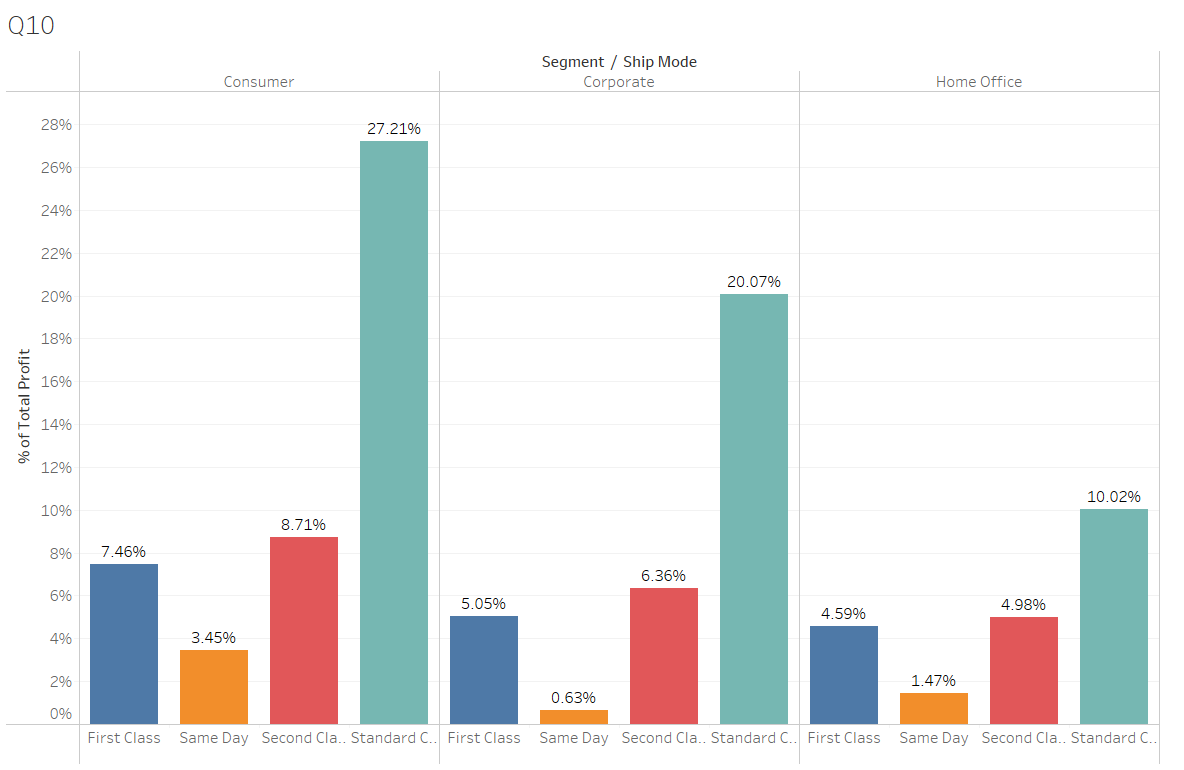 Q10
Segment / Ship Mode
Consumer Corporate Home Office
% of Total Profit
28%
26%
24%
22%
20%
18%
16%
14%
12%
10%
8%
6%
4%
2%
0%
7.46% 3.45% 8.71% 27.21% 5.05% 0.63% 6.36% 20.07% 4.59% 1.47% 4.98% 10.02%
First Class Same Day Second Cla.. Standard C.. First Class Same Day Second Cla.. Standard C.. First Class Same Day Second Cla.. Standard C..